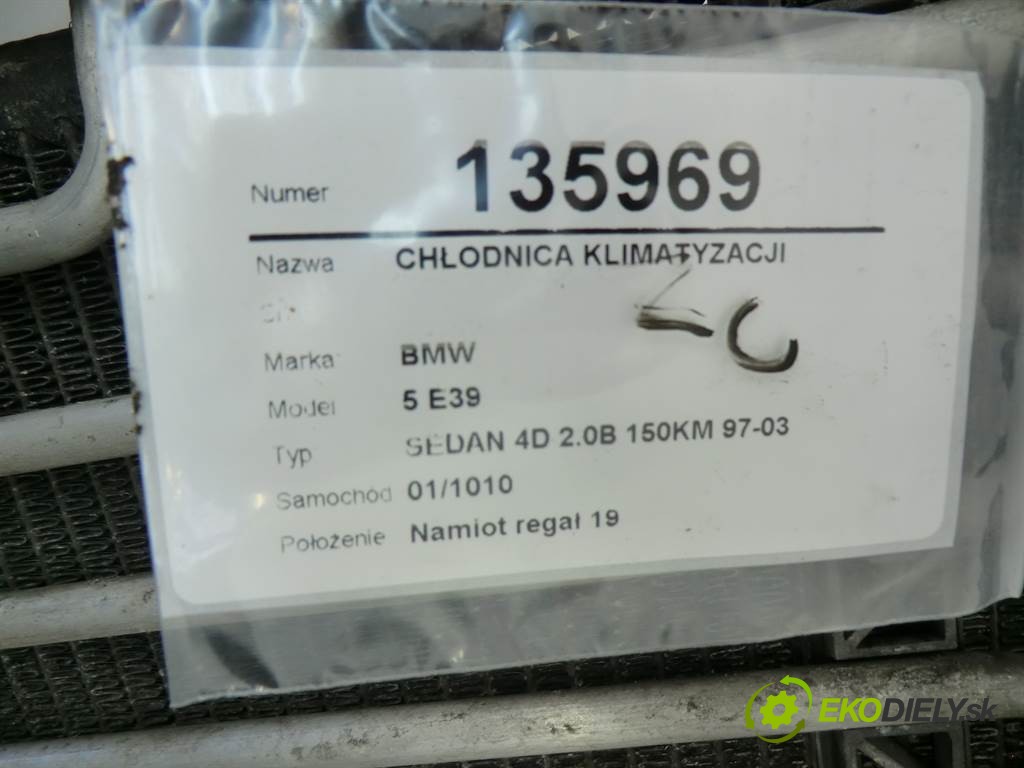 Numer 135969
Nazwa CHŁODNICA KLIMATYZACJI
Marka BMW
Model 5 E39
Typ SEDAN 4D 2.0B 150KM 97-03
Samochód 01/1010
Położenie Namiot regał 19
EKODIELY.sk